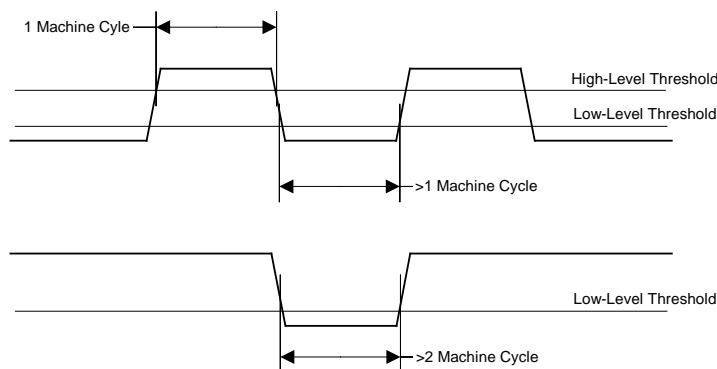 1 Machine Cyle
High-Level Threshold
Low-Level Threshold
>1 Machine Cycle
Low-Level Threshold
>2 Machine Cycle